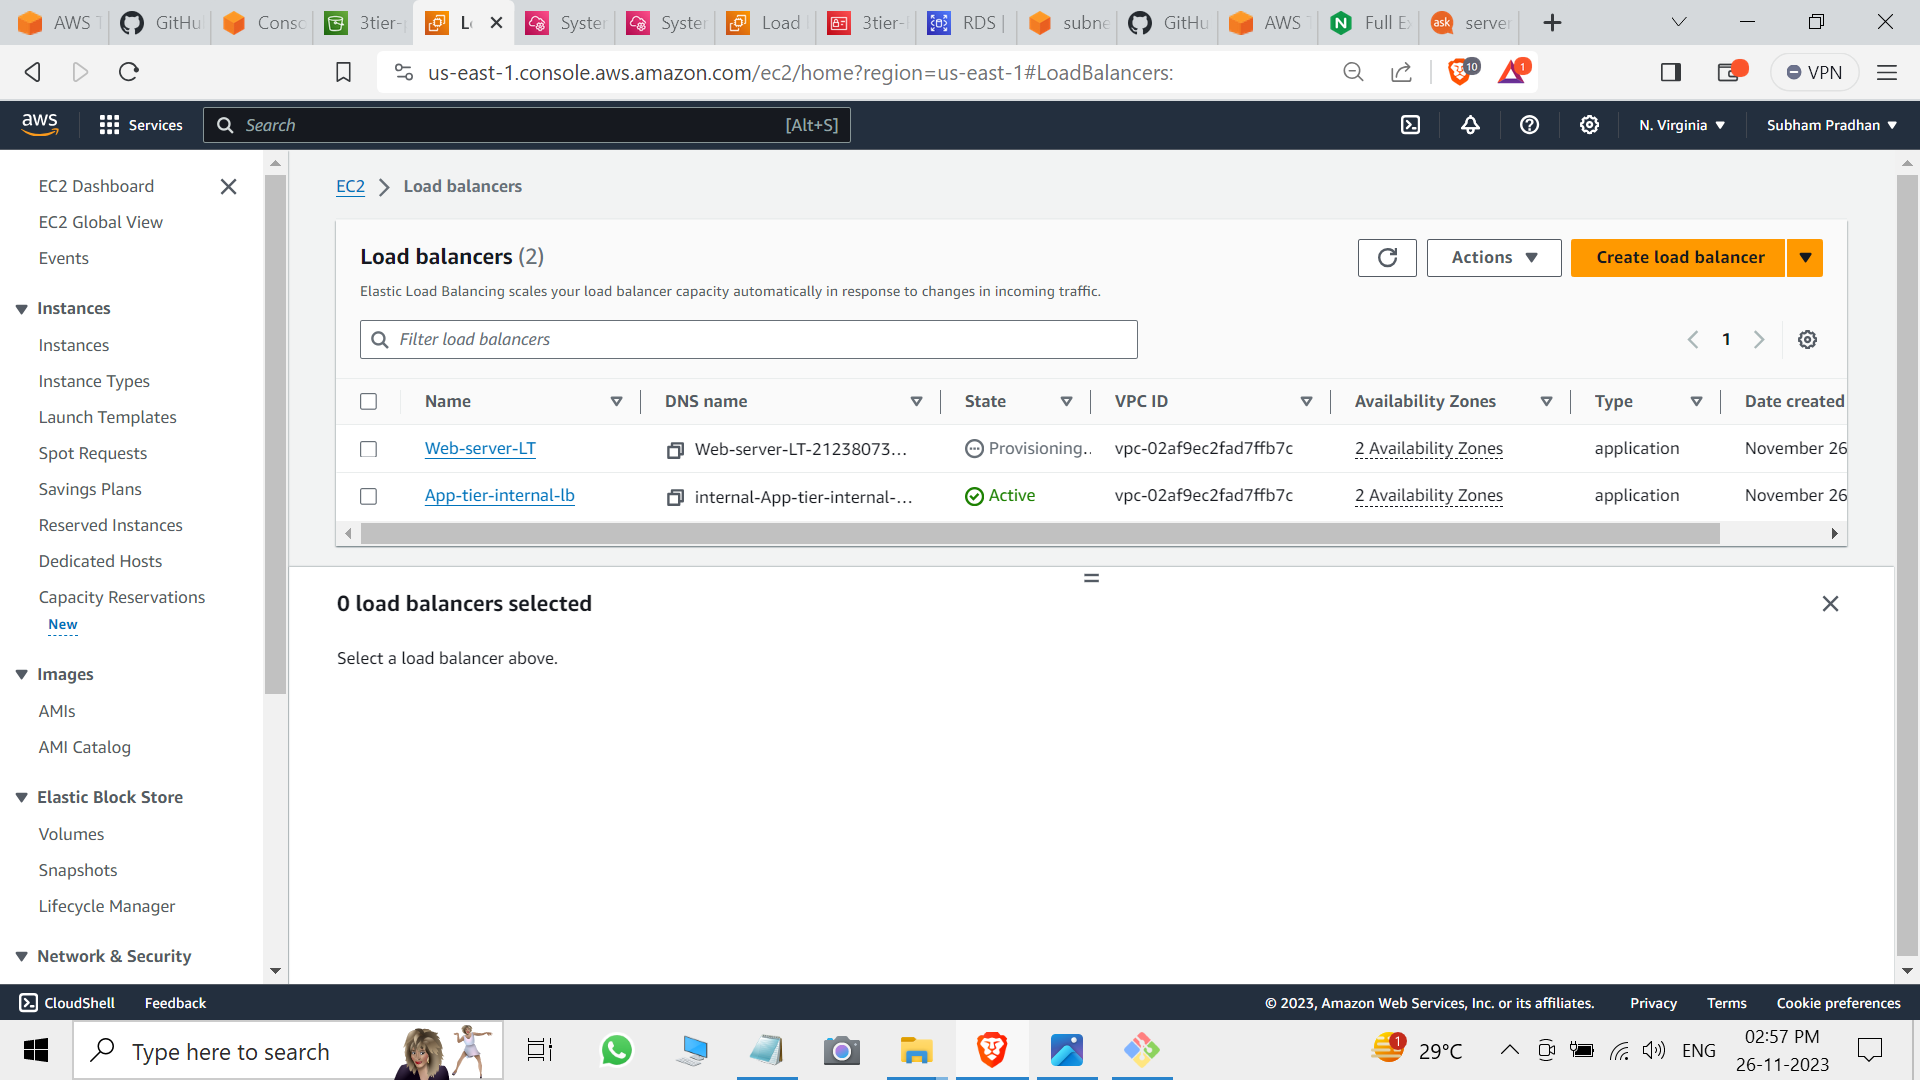 AWS T
GitHu
Conso
3tier-
Lo
Syster
Syster
Load
3tier-
RDS |
subne
GitHu
AWS T
Full Ex
ask
server
us-east-1.console.aws.amazon.com/ec2/home?region=us-east-1#LoadBalancers:
10
1
VPN
aws
Services
Search
[Alt+S]
N. Virginia
Subham Pradhan
EC2 Dashboard
EC2 Global View
Events
Instances
Instances
Instance Types
Launch Templates
Spot Requests
Savings Plans
Reserved Instances
Dedicated Hosts
Capacity Reservations
New
Images
AMIs
AMI Catalog
Elastic Block Store
Volumes
Snapshots
Lifecycle Manager
Network & Security
EC2
Load balancers
Load balancers (2)
Actions
Create load balancer
Elastic Load Balancing scales your load balancer capacity automatically in response to changes in incoming traffic.
Filter load balancers
1
Name DNS name State VPC ID Availability Zones Type Date created
Web-server-LT Web-server-LT-21238073... Provisioning.. vpc-02af9ec2fad7ffb7c 2 Availability Zones application November 26
App-tier-internal-lb internal-App-tier-internal-... Active vpc-02af9ec2fad7ffb7c 2 Availability Zones application November 26
0 load balancers selected
Select a load balancer above.
CloudShell
Feedback
© 2023, Amazon Web Services, Inc. or its affiliates.
Privacy
Terms
Cookie preferences
Type here to search
1
29°C
ENG
02:57 PM
26-11-2023